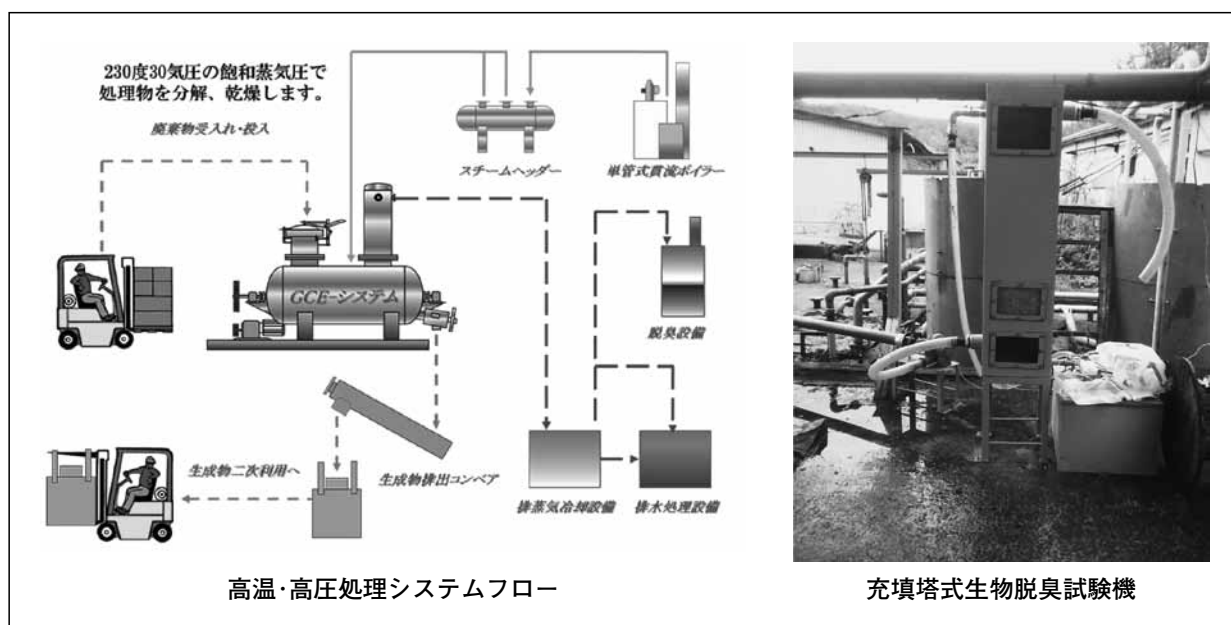 230度30気圧の飽和蒸気圧で
処理物を分解、乾燥します。
廃棄物受入れ・投入
スチームヘッダー
単管式貫流ボイラー
GCE-システム
脱臭設備
生成物二次利用へ
生成物排出コンベア
排蒸気冷却設備
排水処理設備
高温・高圧処理システムフロー
充填塔式生物脱臭試験機